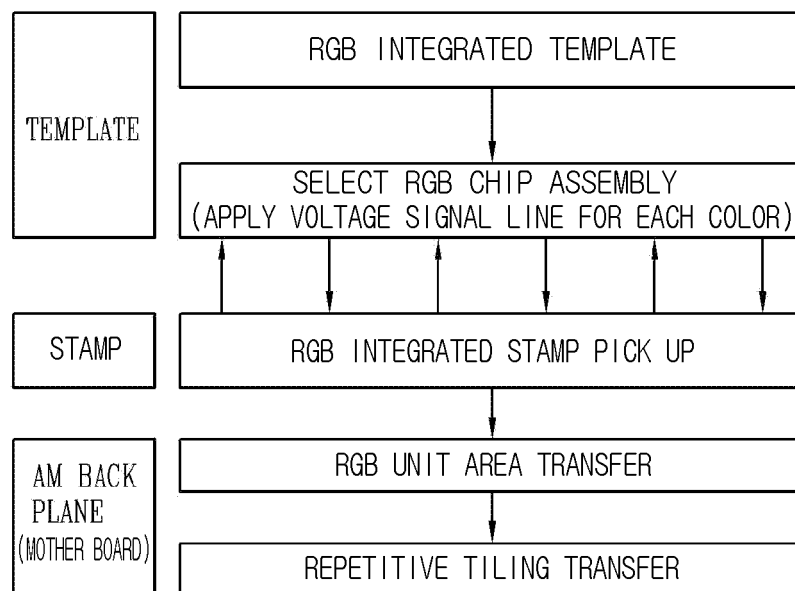 TEMPLATE
RGB INTEGRATED TEMPLATE
SELECT RGB CHIP ASSEMBLY
(APPLY VOLTAGE SIGNAL LINE FOR EACH COLOR)
STAMP
RGB INTEGRATED STAMP PICK UP
AM BACK
PLANE
(MOTHER BOARD)
RGB UNIT AREA TRANSFER
REPETITIVE TILING TRANSFER